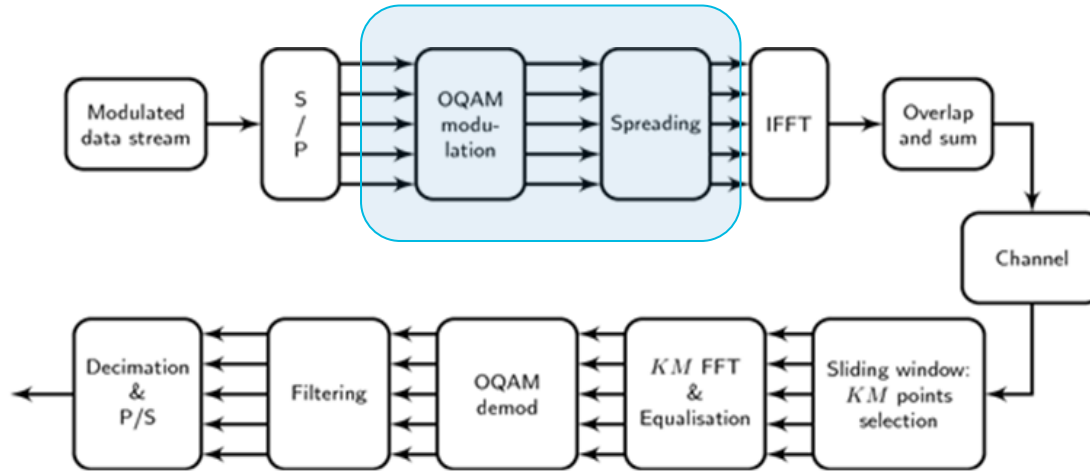 Modulated
data stream
S
/
P
OQAM
modu-
lation
Spreading
IFFT
Overlap
and sum
Channel
Sliding window:
KM points
selection
KM FFT
&
Equalisation
OQAM
demod
Filtering
Decimation
&
P/S